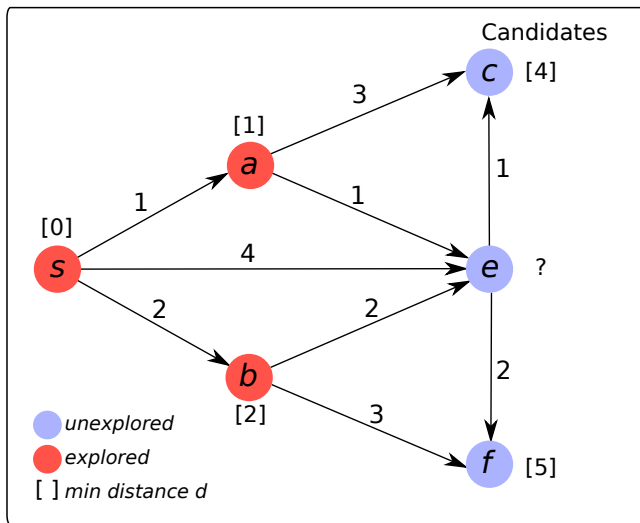 Candidates
c [4]
3
[1]
a
1
1
1
[0]
s
4
e ?
2
2
2
b
3
[2]
f [5]
unexplored
explored
[ ] min distance d